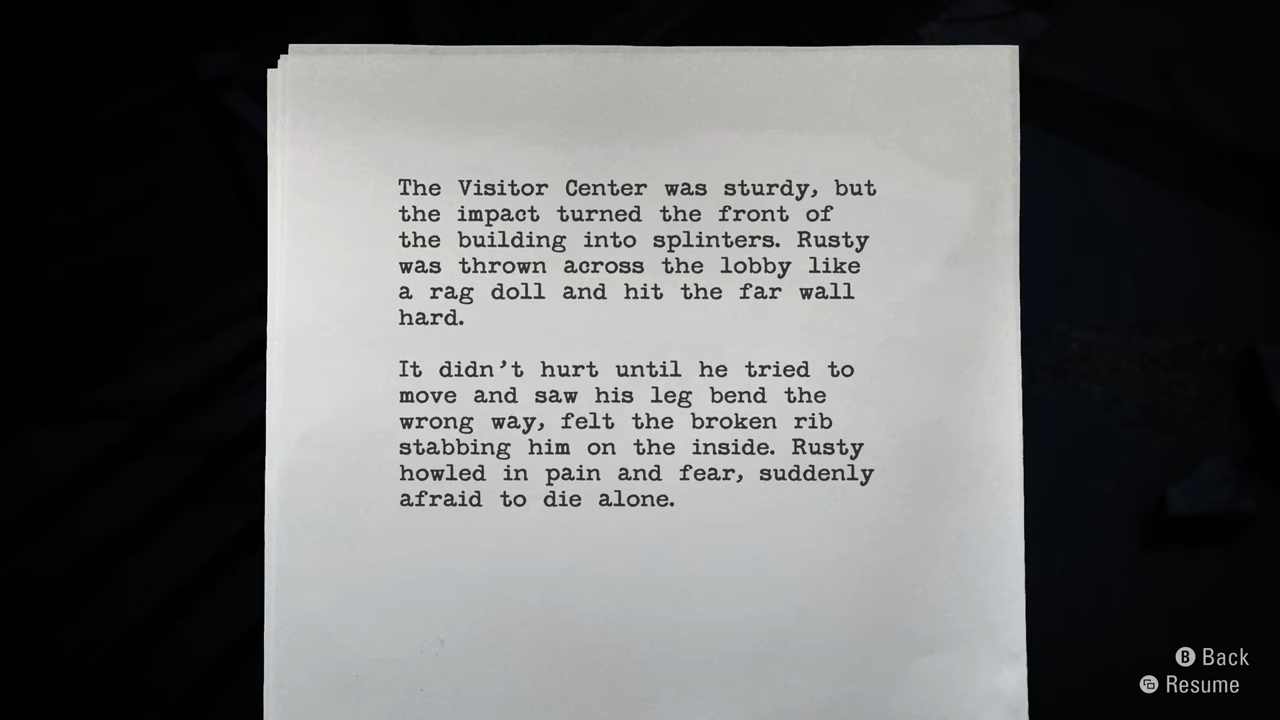 The Visitor Center was sturdy, but
the impact turned the front of
the building into splinters. Rusty
was thrown across the lobby like
a rag doll and hit the far wall
hard.
It didn't hurt until he tried to
move and saw his leg bend the
wrong way, felt the broken rib
stabbing him on the inside. Rusty
howled in pain and fear, suddenly
afraid to die alone.
B Back
Resume